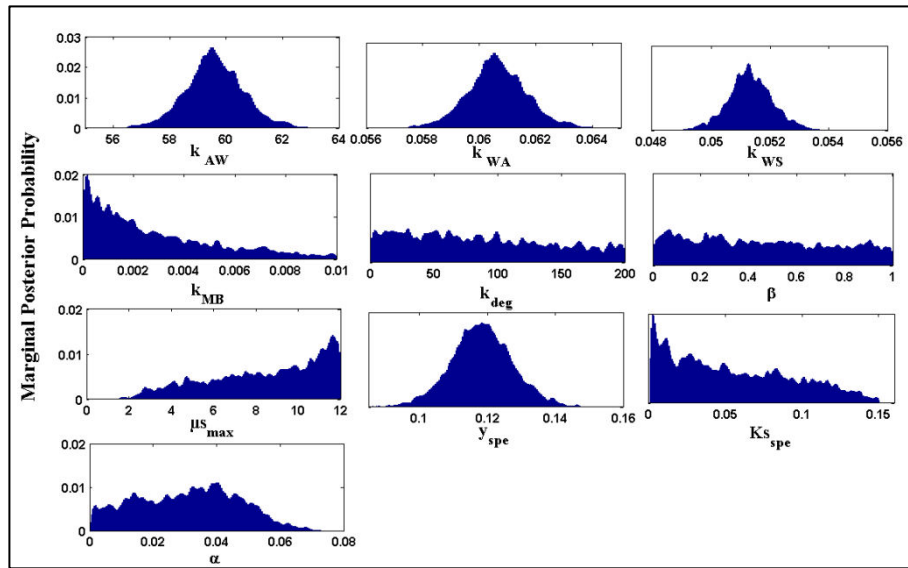 Marginal Posterior Probability
0.03
0.02
0.01
0
56 58 60 62 64
k AW
0.056 0.058 0.06 0.062 0.064
k WA
0.048 0.05 0.052 0.054 0.056
k WS
0.02
0.01
0
0 0.002 0.004 0.006 0.008 0.01
k MB
0 50 100 150 200
k deg
0 0.2 0.4 0.6 0.8 1
β
0.02
0.01
0
0 2 4 6 8 10 12
μs max
0.1 0.12 0.14 0.16
y spe
0 0.05 0.1 0.15
Ks spe
0.02
0.01
0
0 0.02 0.04 0.06 0.08
α